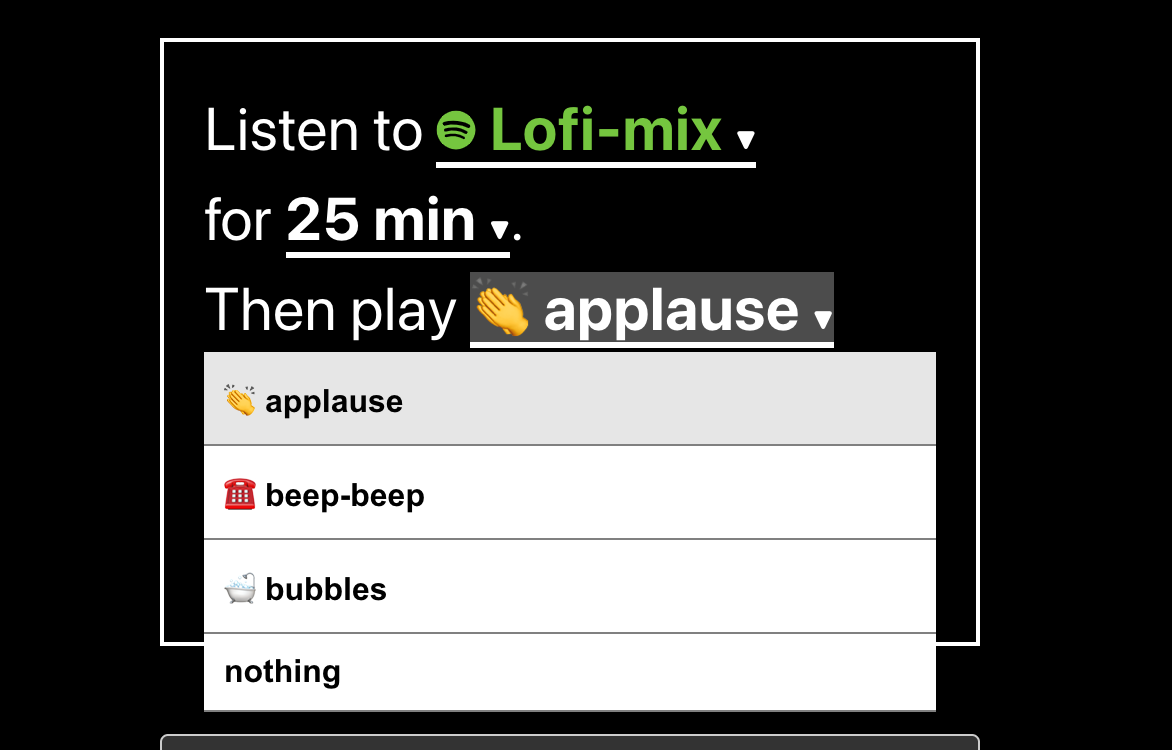 Listen to Lofi-mix ▼
for 25 min ▼.
Then play 👏 applause ▼
👏 applause
☎️ beep-beep
🛁 bubbles
nothing